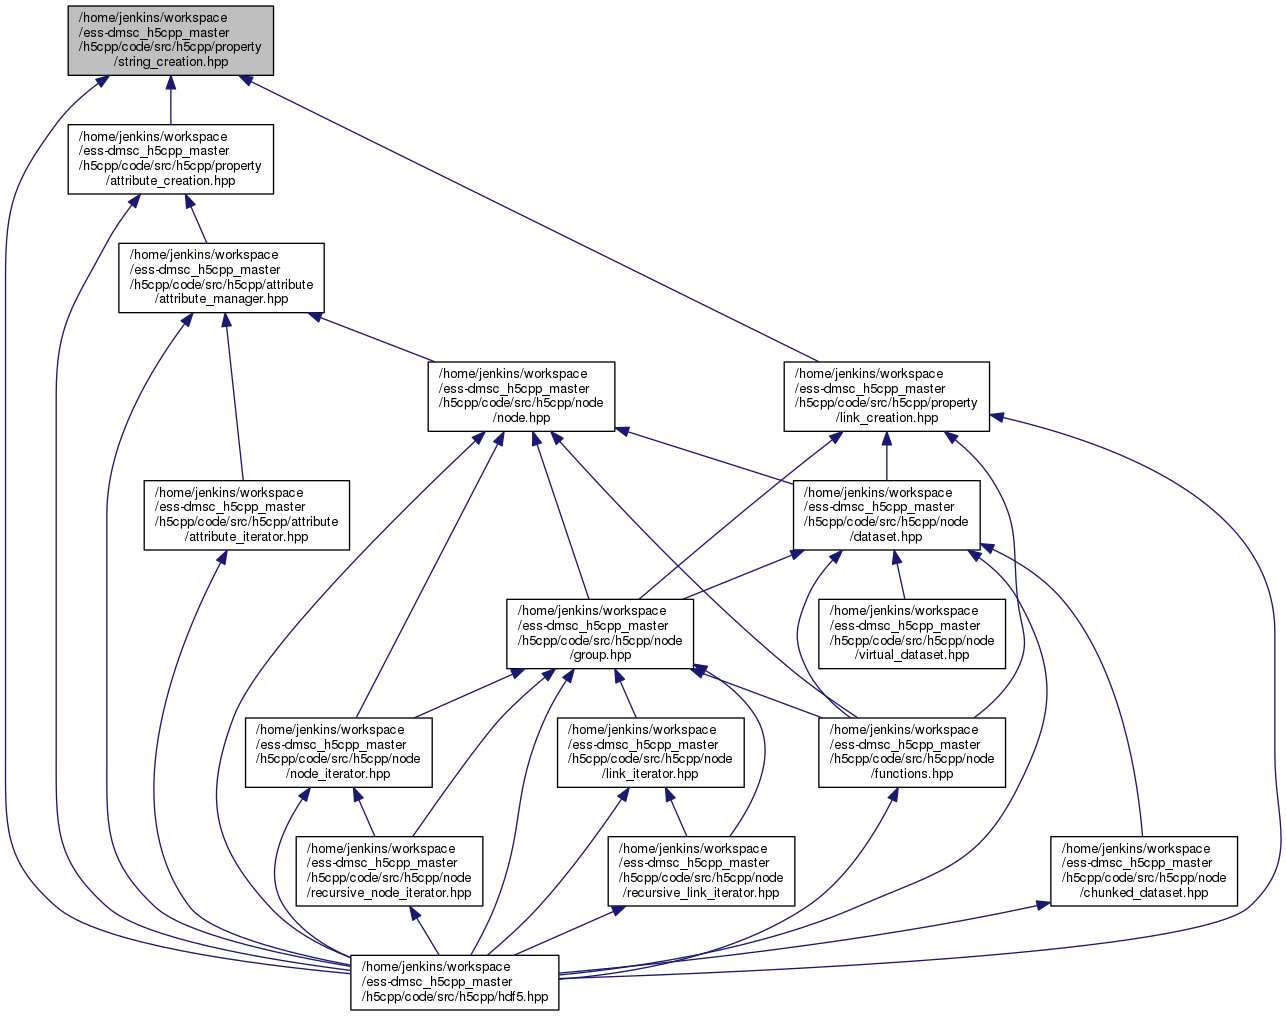 /home/jenkins/workspace
/ess-dmsc_h5cpp_master
/h5cpp/code/src/h5cpp/property
/string_creation.hpp
/home/jenkins/workspace
/ess-dmsc_h5cpp_master
/h5cpp/code/src/h5cpp/property
/attribute_creation.hpp
/home/jenkins/workspace
/ess-dmsc_h5cpp_master
/h5cpp/code/src/h5cpp/attribute
/attribute_manager.hpp
/home/jenkins/workspace
/ess-dmsc_h5cpp_master
/h5cpp/code/src/h5cpp/node
/node.hpp
/home/jenkins/workspace
/ess-dmsc_h5cpp_master
/h5cpp/code/src/h5cpp/property
/link_creation.hpp
/home/jenkins/workspace
/ess-dmsc_h5cpp_master
/h5cpp/code/src/h5cpp/attribute
/attribute_iterator.hpp
/home/jenkins/workspace
/ess-dmsc_h5cpp_master
/h5cpp/code/src/h5cpp/node
/dataset.hpp
/home/jenkins/workspace
/ess-dmsc_h5cpp_master
/h5cpp/code/src/h5cpp/node
/group.hpp
/home/jenkins/workspace
/ess-dmsc_h5cpp_master
/h5cpp/code/src/h5cpp/node
/virtual_dataset.hpp
/home/jenkins/workspace
/ess-dmsc_h5cpp_master
/h5cpp/code/src/h5cpp/node
/node_iterator.hpp
/home/jenkins/workspace
/ess-dmsc_h5cpp_master
/h5cpp/code/src/h5cpp/node
/link_iterator.hpp
/home/jenkins/workspace
/ess-dmsc_h5cpp_master
/h5cpp/code/src/h5cpp/node
/functions.hpp
/home/jenkins/workspace
/ess-dmsc_h5cpp_master
/h5cpp/code/src/h5cpp/node
/recursive_node_iterator.hpp
/home/jenkins/workspace
/ess-dmsc_h5cpp_master
/h5cpp/code/src/h5cpp/node
/recursive_link_iterator.hpp
/home/jenkins/workspace
/ess-dmsc_h5cpp_master
/h5cpp/code/src/h5cpp/node
/chunked_dataset.hpp
/home/jenkins/workspace
/ess-dmsc_h5cpp_master
/h5cpp/code/src/h5cpp/hdf5.hpp